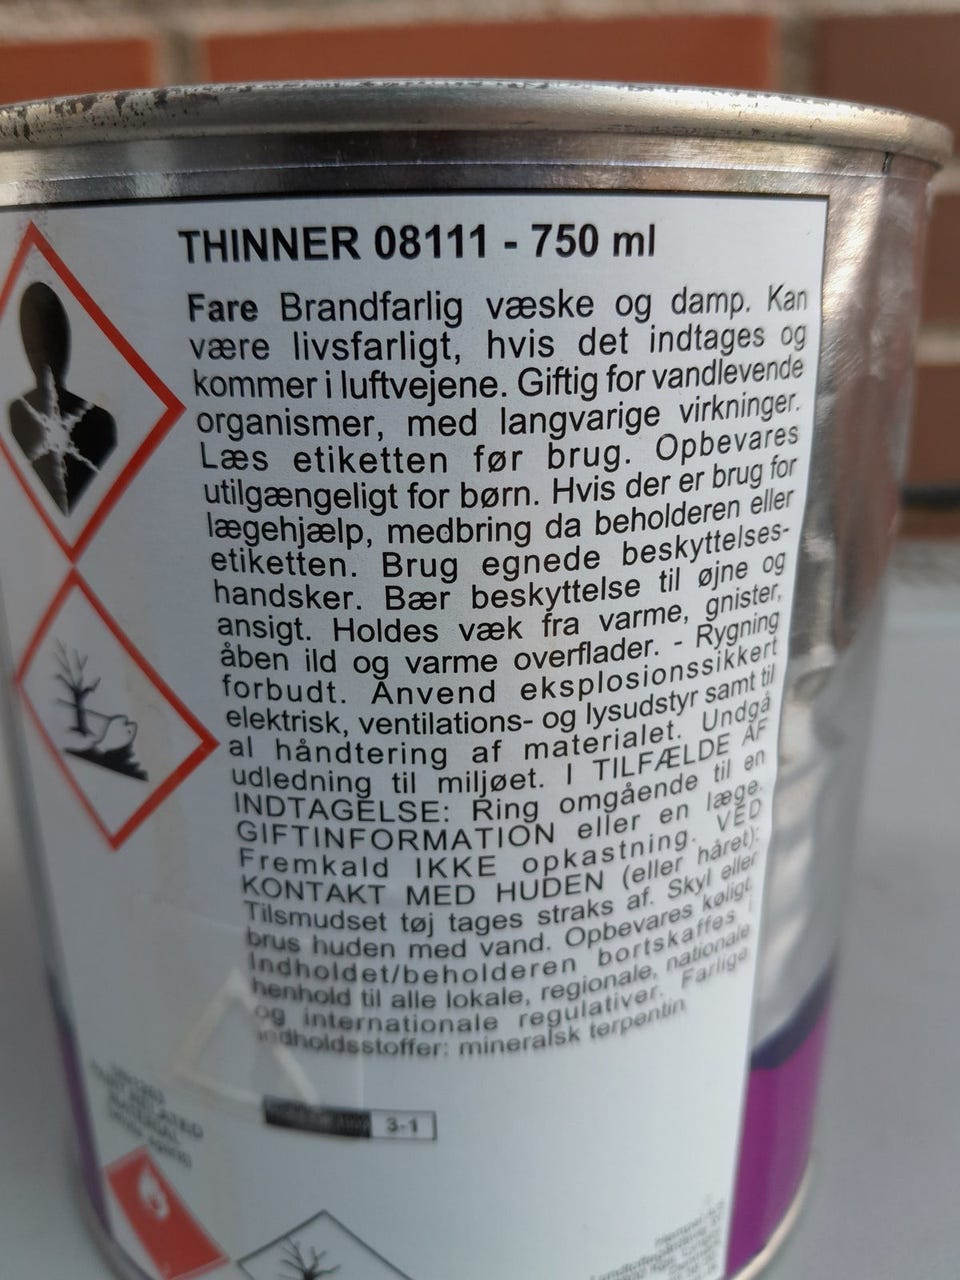 THINNER 08111 - 750 ml
Fare Brandfarlig væske og damp. Kan
være livsfarligt, hvis det indtages og
kommer i luftvejene. Giftig for vandlevende
organismer, med langvarige virkninger.
Læs etiketten før brug. Opbevares
utilgængeligt for børn. Hvis der er brug for
lægehjælp, medbring da beholderen eller
etiketten. Brug egnede beskyttelses-
handsker. Bær beskyttelse til øjne og
ansigt. Holdes væk fra varme, gnister,
åben ild og varme overflader. - Rygning
forbudt. Anvend eksplosionssikkert
elektrisk, ventilations- og lysudstyr samt til
al håndtering af materialet. Undgå
udledning til miljøet. I TILFÆLDE AF
INDTAGELSE: Ring omgående til en
GIFTINFORMATION eller en læge.
Fremkald IKKE opkastning. VED
KONTAKT MED HUDEN (eller håret):
Tilsmudset tøj tages straks af. Skyl eller
brus huden med vand. Opbevares køligt.
Indholdet/beholderen bortskaffes i
henhold til alle lokale, regionale, nationale
og internationale regulativer. Farlige
indholdsstoffer: mineralsk terpentin
3-1
RELATED
MATERIAL